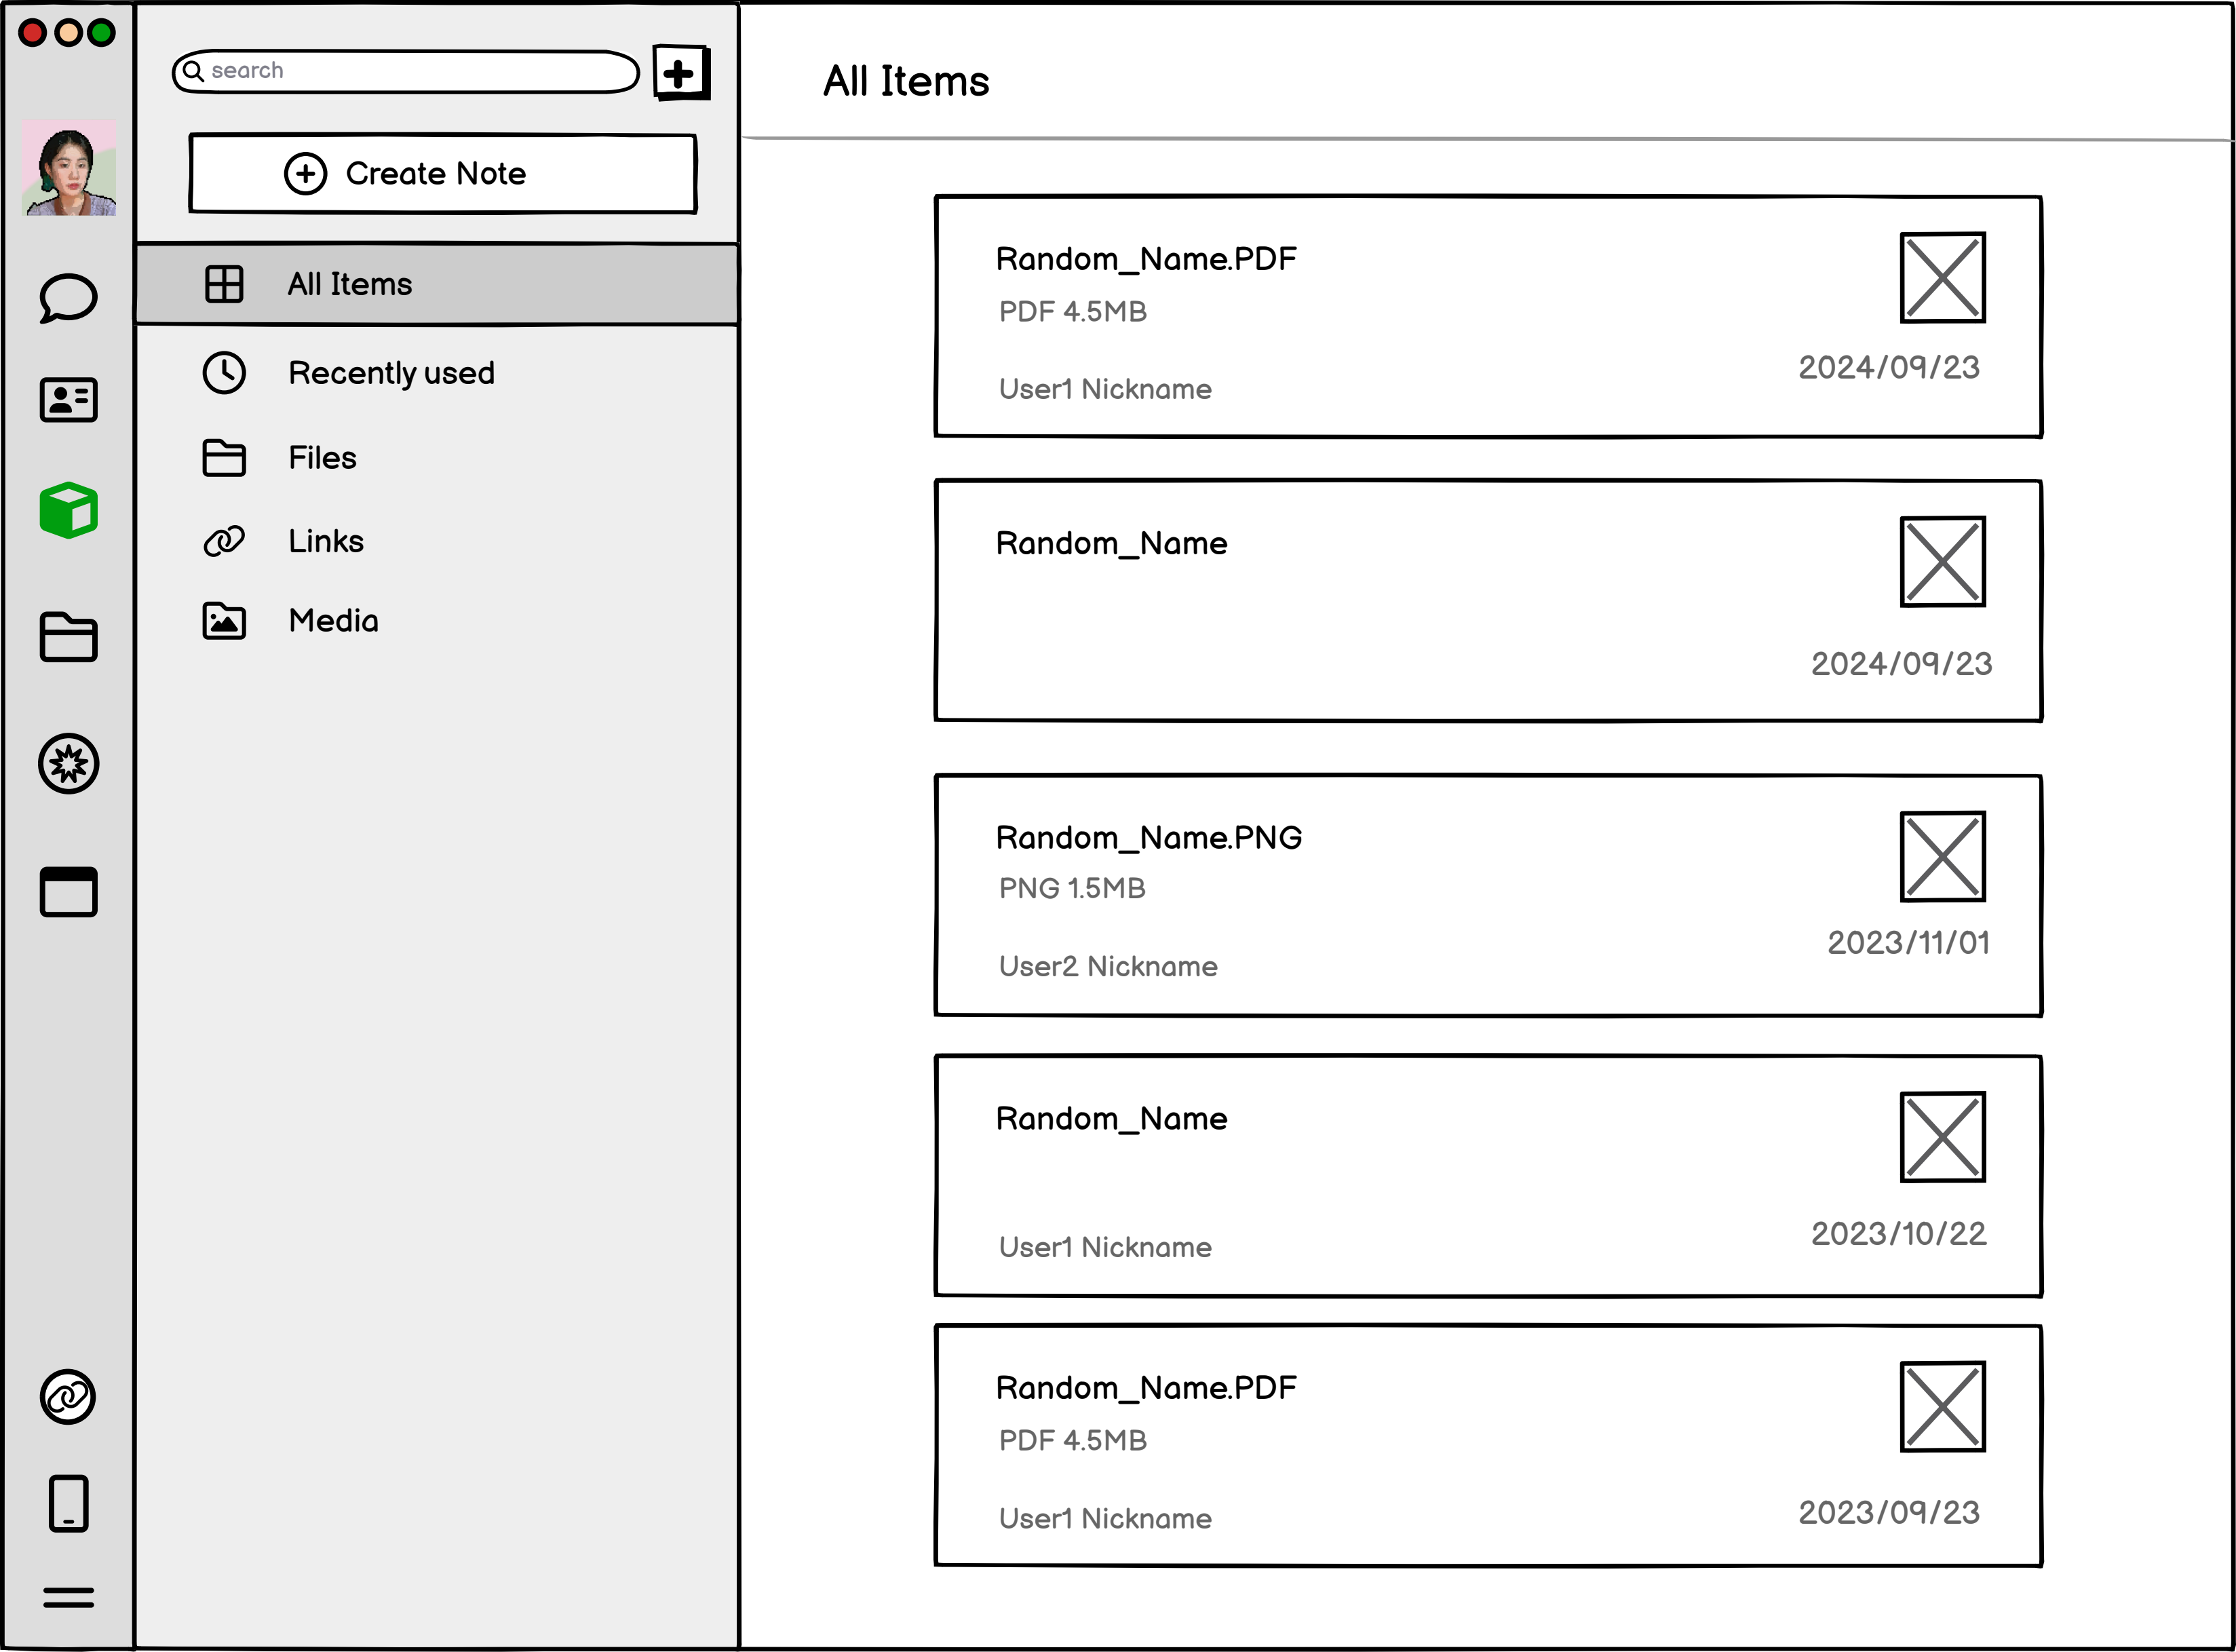 search
Create Note
All Items
Recently used
Files
Links
Media
All Items
Random_Name.PDF
PDF 4.5MB
User1 Nickname
2024/09/23
Random_Name
2024/09/23
Random_Name.PNG
PNG 1.5MB
User2 Nickname
2023/11/01
Random_Name
User1 Nickname
2023/10/22
Random_Name.PDF
PDF 4.5MB
User1 Nickname
2023/09/23